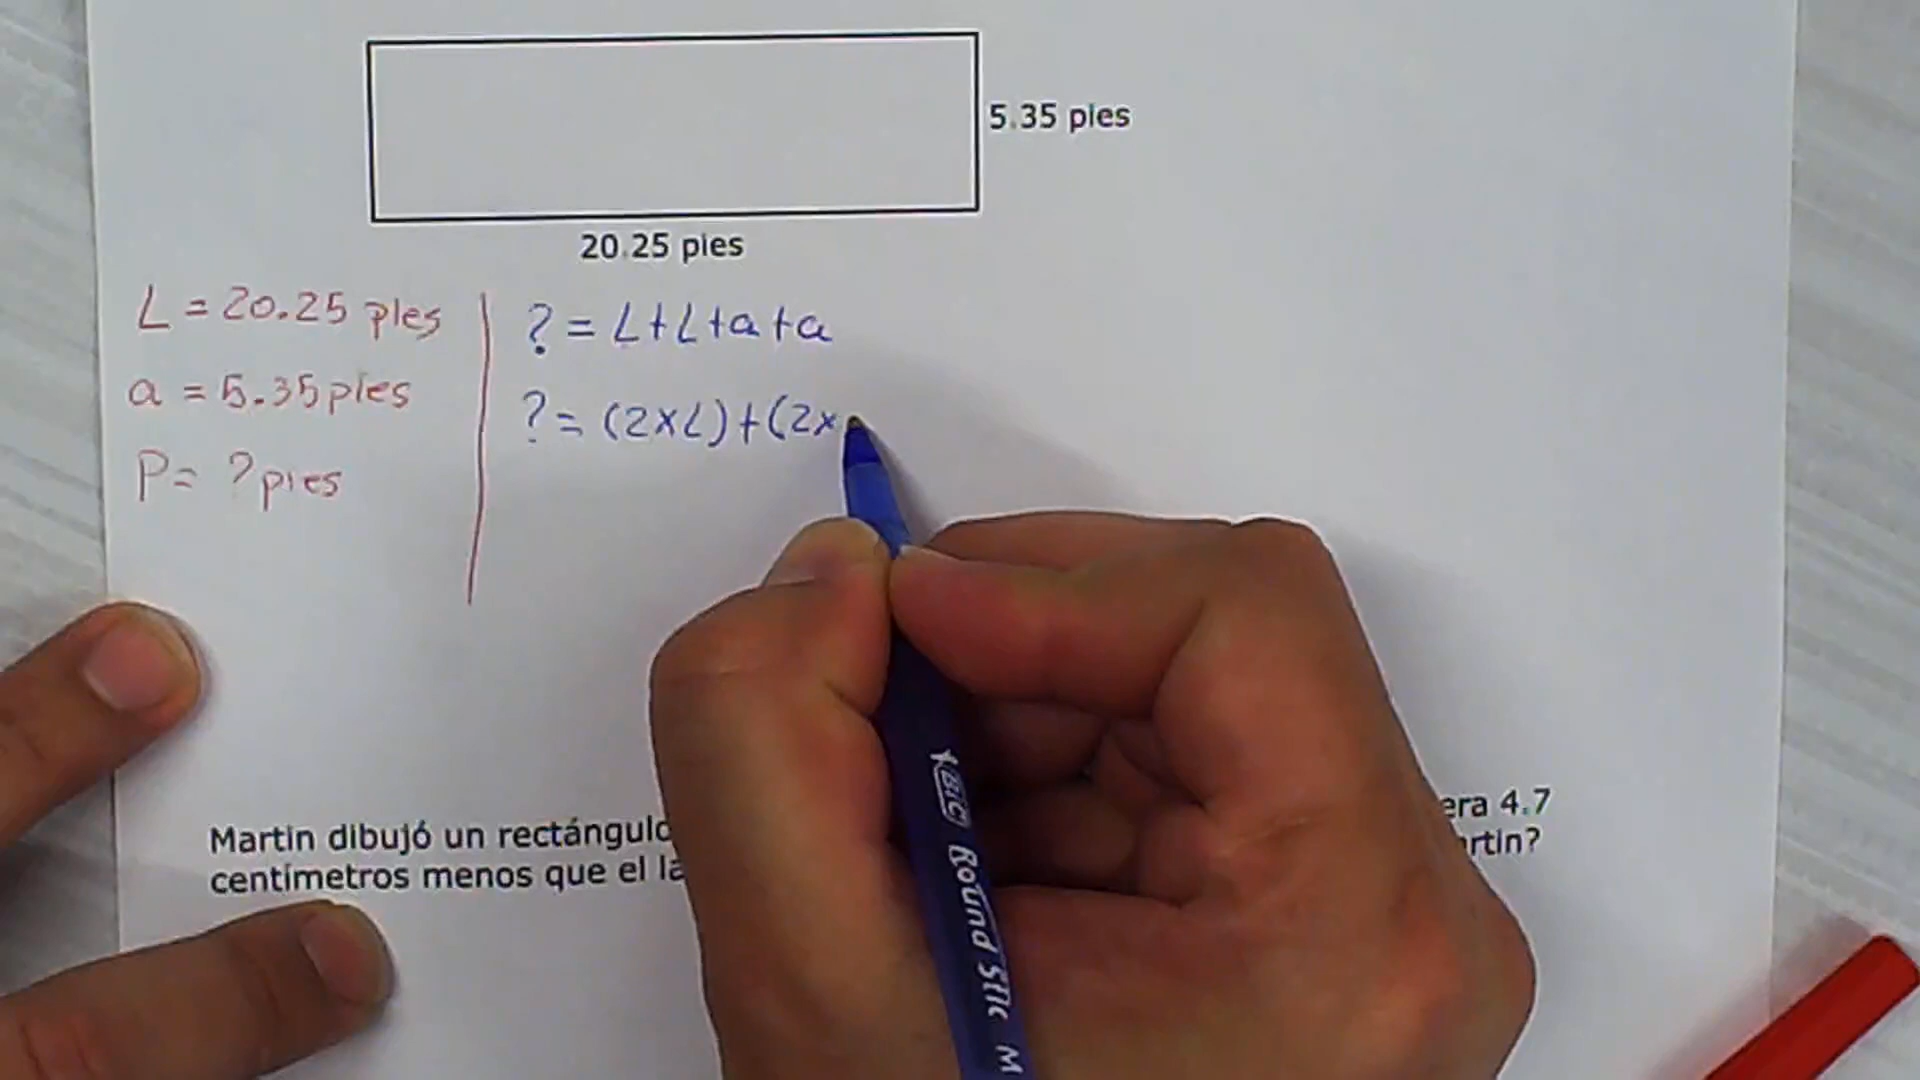 5.35 pies
20.25 pies
L = 20.25 pies
a = 5.35 pies
P = ? pies
? = L+L+a+a
? = (2xL)+(2x
Martin dibujó un rectángulo
era 4.7
centímetros menos que el
rtin?
BIC Round Stic M